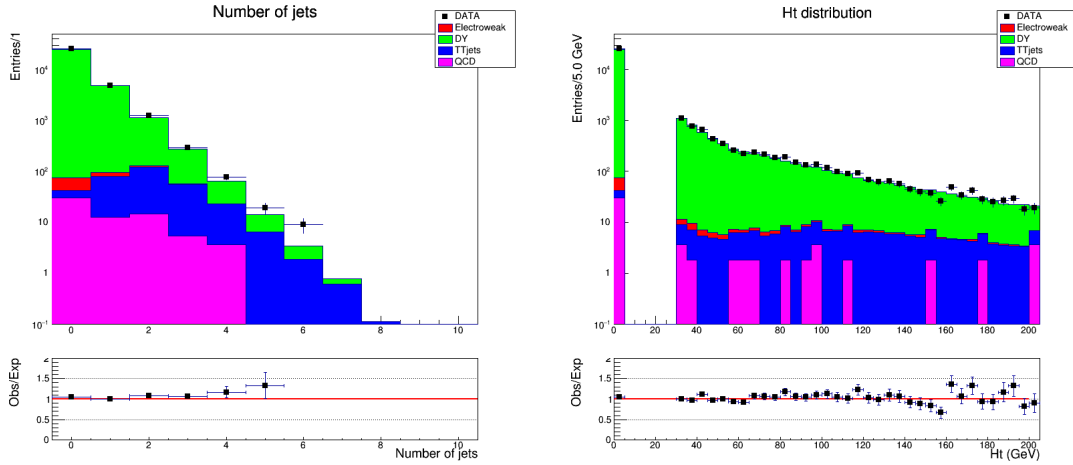 Number of jets
DATA
Electroweak
DY
TTjets
QCD
Entries/1
10⁴
10³
10²
10
1
10⁻¹
0 2 4 6 8 10
Obs/Exp
2
1.5
1
0.5
0
0 2 4 6 8 10
Number of jets
Ht distribution
DATA
Electroweak
DY
TTjets
QCD
Entries/5.0 GeV
10⁴
10³
10²
10
1
10⁻¹
0 20 40 60 80 100 120 140 160 180 200
Obs/Exp
2
1.5
1
0.5
0
0 20 40 60 80 100 120 140 160 180 200
Ht (GeV)